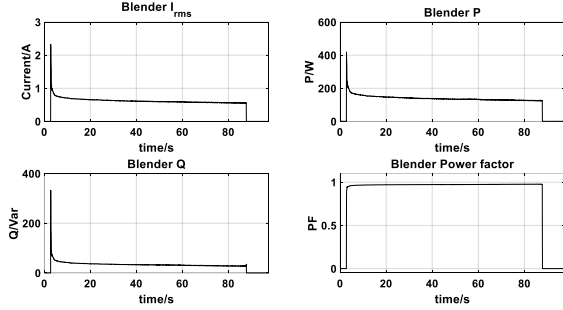 Blender I_rms
Current/A
3
2
1
0
0 20 40 60 80
time/s
Blender P
P/W
600
400
200
0
0 20 40 60 80
time/s
Blender Q
Q/Var
400
200
0
0 20 40 60 80
time/s
Blender Power factor
PF
1
0.5
0
0 20 40 60 80
time/s